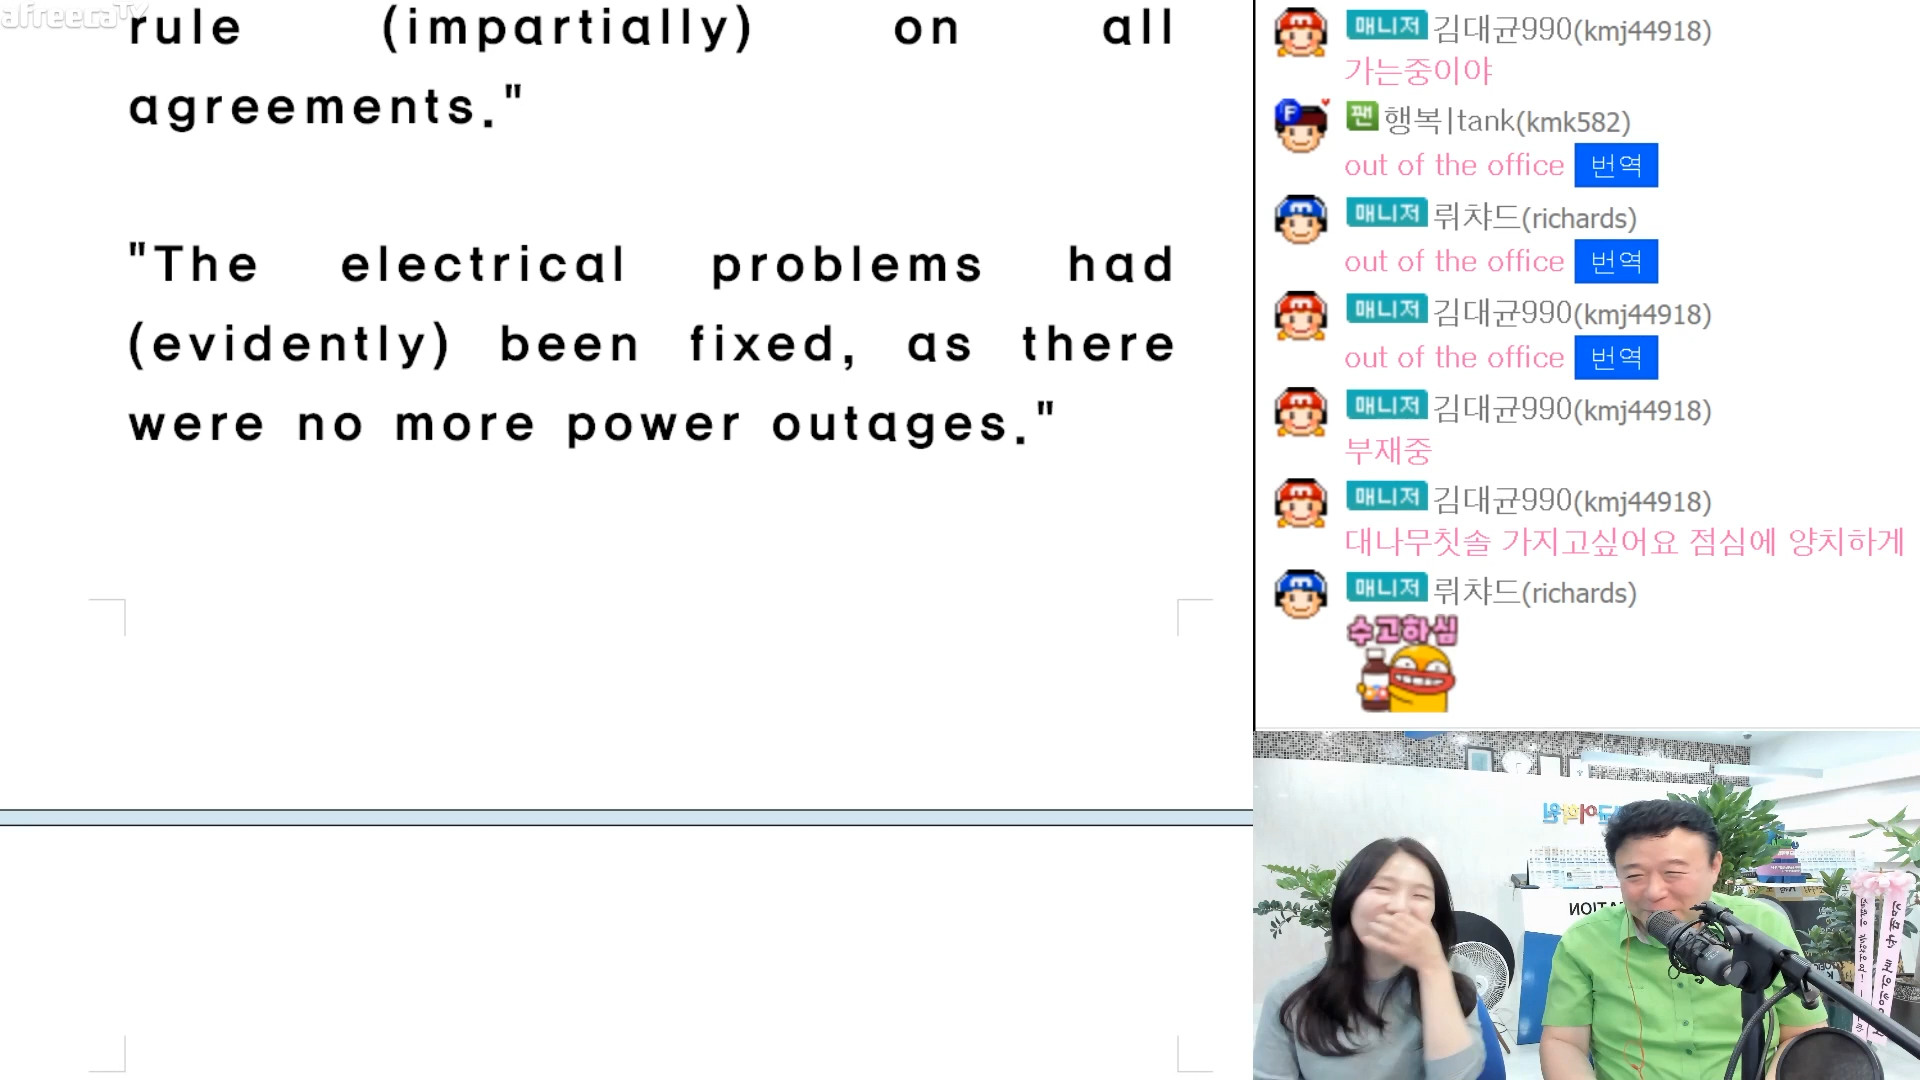 afreecaTV
rule (impartially) on all
agreements."
"The electrical problems had
(evidently) been fixed, as there
were no more power outages."
매니저 김대균990(kmj44918)
가는중이야
팬 행복|tank(kmk582)
out of the office 번역
매니저 뤼챠드(richards)
out of the office 번역
매니저 김대균990(kmj44918)
out of the office 번역
매니저 김대균990(kmj44918)
부재중
매니저 김대균990(kmj44918)
대나무칫솔 가지고싶어요 점심에 양치하게
매니저 뤼챠드(richards)
수고하심